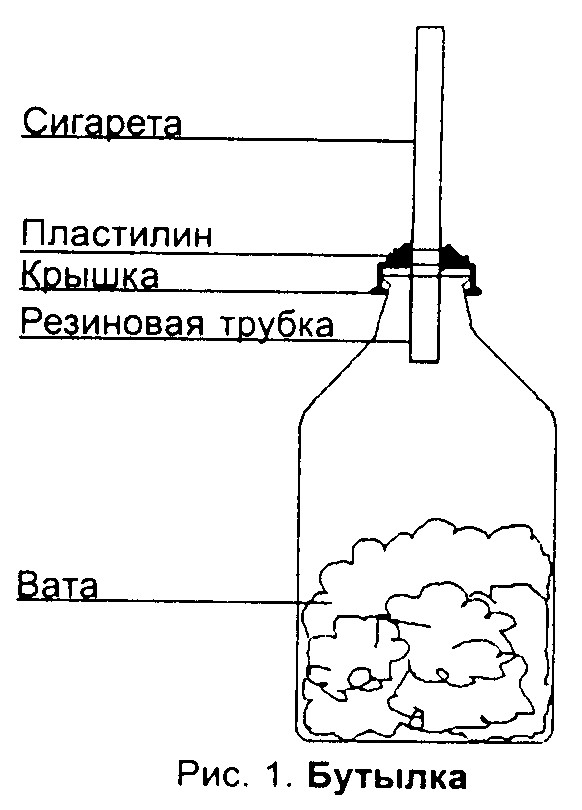 Сигарета
Пластилин
Крышка
Резиновая трубка
Вата
Рис. 1. Бутылка